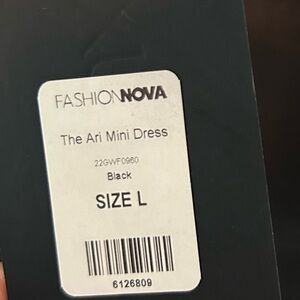 FASHIONNOVA
The Ari Mini Dress
22GWF0960
Black
SIZE L
6126809